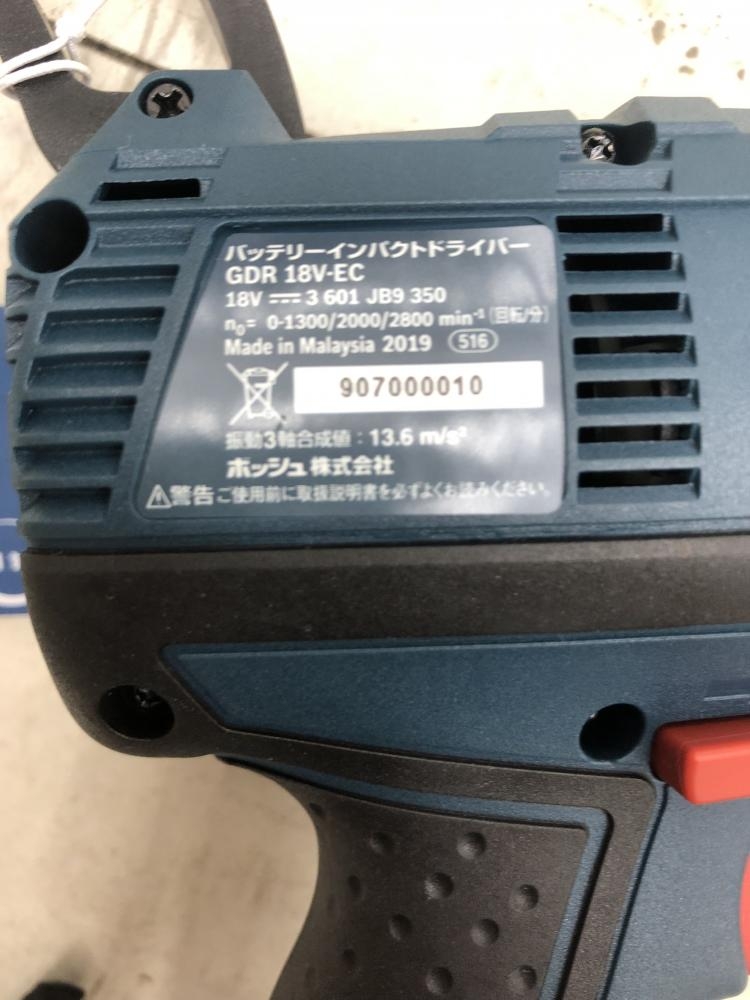 バッテリーインパクトドライバー
GDR 18V-EC
18V ⎓ 3 601 JB9 350
n₀= 0-1300/2000/2800 min⁻¹ (回転/分)
Made in Malaysia 2019 516
907000010
振動3軸合成値：13.6 m/s²
ボッシュ株式会社
⚠警告 ご使用前に取扱説明書を必ずよくお読みください。